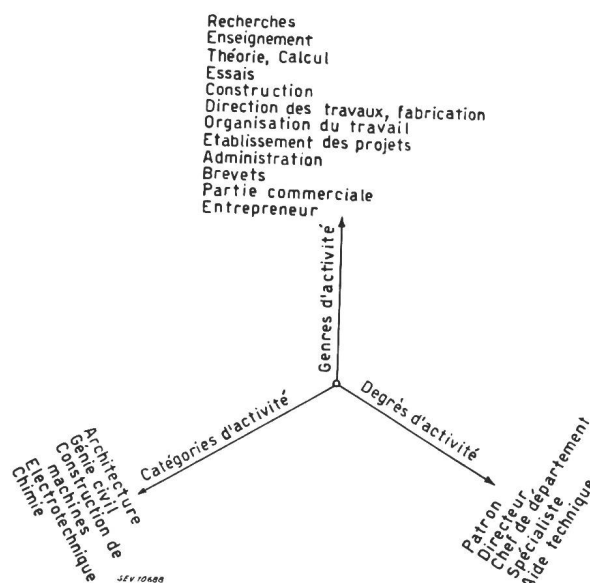 Recherches
Enseignement
Théorie, Calcul
Essais
Construction
Direction des travaux, fabrication
Organisation du travail
Etablissement des projets
Administration
Brevets
Partie commerciale
Entrepreneur
Genres d'activité
Catégories d'activité
Degrès d'activité
Architecture
Génie civil
Construction de
machines
Electrotechnique
Chimie
Patron
Directeur
Chef de département
Spécialiste
Aide technique
SEV 10688